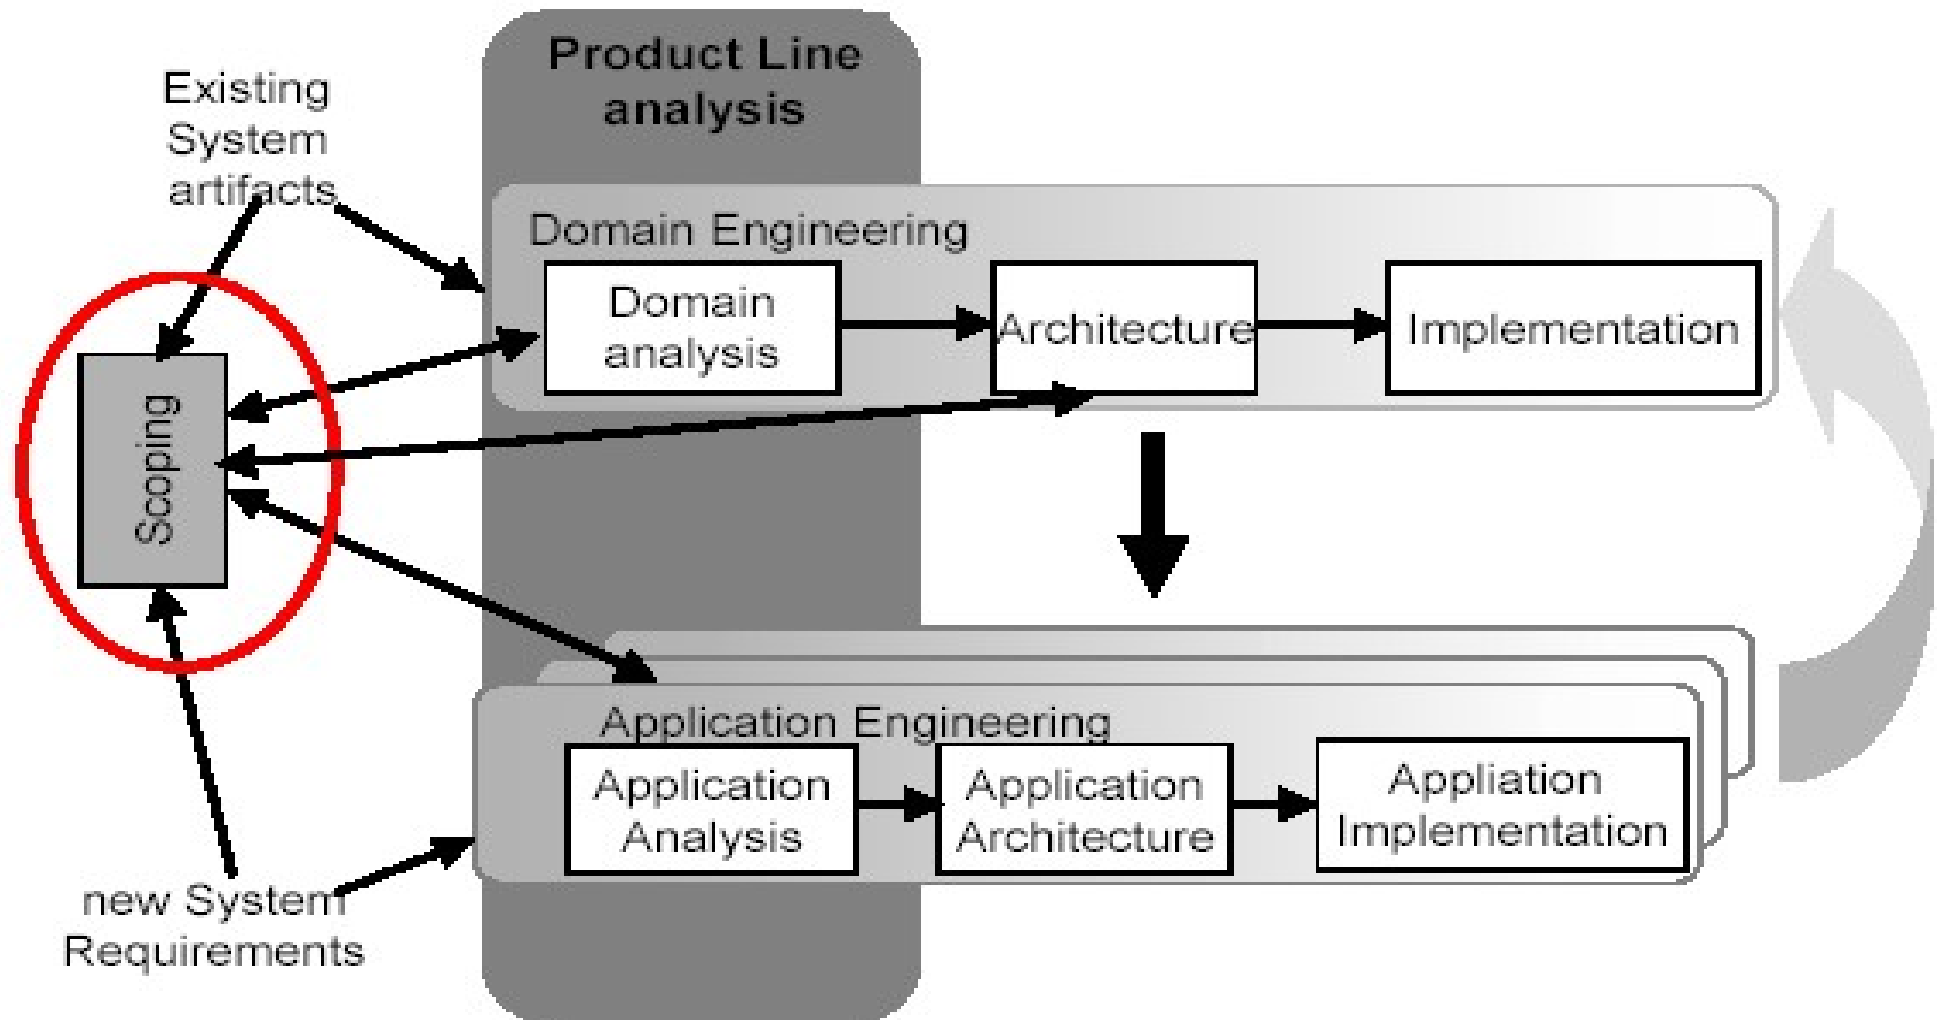 Product Line
analysis
Existing
System
artifacts
Domain Engineering
Domain
analysis
Architecture
Implementation
Scoping
Application Engineering
Application
Analysis
Application
Architecture
Appliation
Implementation
new System
Requirements